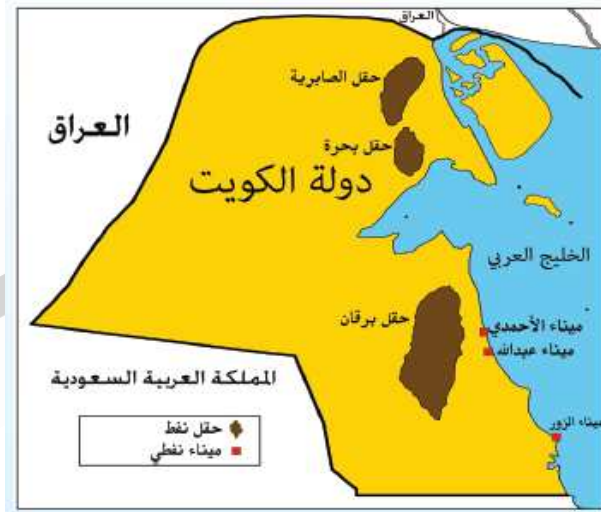 العراق
حقل الصابرية
العراق
حقل بحرة
دولة الكويت
الخليج العربي
حقل برقان
ميناء الأحمدي
ميناء عبدالله
المملكة العربية السعودية
ميناء الزور
حقل نفط
ميناء نفطي